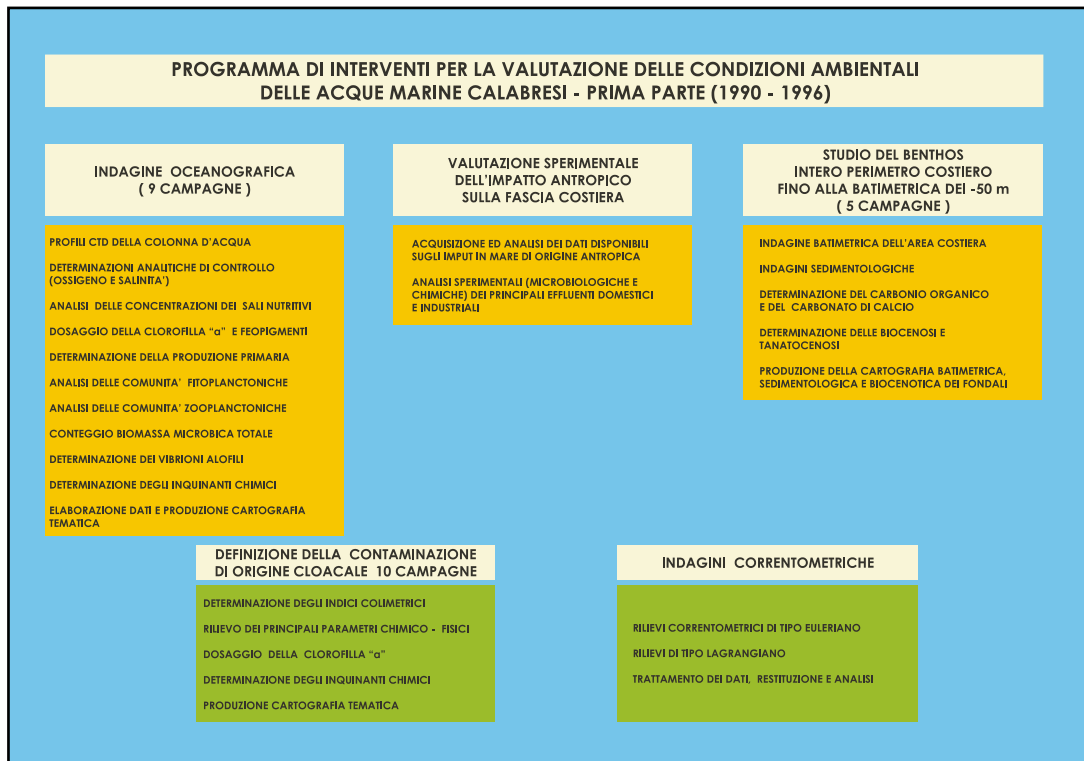 PROGRAMMA DI INTERVENTI PER LA VALUTAZIONE DELLE CONDIZIONI AMBIENTALI
DELLE ACQUE MARINE CALABRESI - PRIMA PARTE (1990 - 1996)
INDAGINE OCEANOGRAFICA
( 9 CAMPAGNE )
PROFILI CTD DELLA COLONNA D'ACQUA
DETERMINAZIONI ANALITICHE DI CONTROLLO
(OSSIGENO E SALINITA')
ANALISI DELLE CONCENTRAZIONI DEI SALI NUTRITIVI
DOSAGGIO DELLA CLOROFILLA "a" E FEOPIGMENTI
DETERMINAZIONE DELLA PRODUZIONE PRIMARIA
ANALISI DELLE COMUNITA' FITOPLANCTONICHE
ANALISI DELLE COMUNITA' ZOOPLANCTONICHE
CONTEGGIO BIOMASSA MICROBICA TOTALE
DETERMINAZIONE DEI VIBRIONI ALOFILI
DETERMINAZIONE DEGLI INQUINANTI CHIMICI
ELABORAZIONE DATI E PRODUZIONE CARTOGRAFIA
TEMATICA
VALUTAZIONE SPERIMENTALE
DELL'IMPATTO ANTROPICO
SULLA FASCIA COSTIERA
ACQUISIZIONE ED ANALISI DEI DATI DISPONIBILI
SUGLI IMPUT IN MARE DI ORIGINE ANTROPICA
ANALISI SPERIMENTALI (MICROBIOLOGICHE E
CHIMICHE) DEI PRINCIPALI EFFLUENTI DOMESTICI
E INDUSTRIALI
STUDIO DEL BENTHOS
INTERO PERIMETRO COSTIERO
FINO ALLA BATIMETRICA DEI -50 m
( 5 CAMPAGNE )
INDAGINE BATIMETRICA DELL'AREA COSTIERA
INDAGINI SEDIMENTOLOGICHE
DETERMINAZIONE DEL CARBONIO ORGANICO
E DEL CARBONATO DI CALCIO
DETERMINAZIONE DELLE BIOCENOSI E
TANATOCENOSI
PRODUZIONE DELLA CARTOGRAFIA BATIMETRICA,
SEDIMENTOLOGICA E BIOCENOTICA DEI FONDALI
DEFINIZIONE DELLA CONTAMINAZIONE
DI ORIGINE CLOACALE 10 CAMPAGNE
DETERMINAZIONE DEGLI INDICI COLIMETRICI
RILIEVO DEI PRINCIPALI PARAMETRI CHIMICO - FISICI
DOSAGGIO DELLA CLOROFILLA "a"
DETERMINAZIONE DEGLI INQUINANTI CHIMICI
PRODUZIONE CARTOGRAFIA TEMATICA
INDAGINI CORRENTOMETRICHE
RILIEVI CORRENTOMETRICI DI TIPO EULERIANO
RILIEVI DI TIPO LAGRANGIANO
TRATTAMENTO DEI DATI, RESTITUZIONE E ANALISI